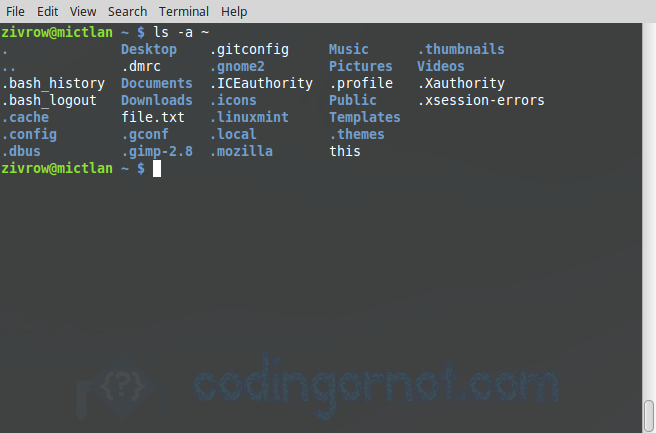 File Edit View Search Terminal Help
zivrow@mictlan ~ $ ls -a ~
. Desktop .gitconfig Music .thumbnails
.. .dmrc .gnome2 Pictures Videos
.bash_history Documents .ICEauthority .profile .Xauthority
.bash_logout Downloads .icons Public .xsession-errors
.cache file.txt .linuxmint Templates
.config .gconf .local .themes
.dbus .gimp-2.8 .mozilla this
zivrow@mictlan ~ $
{?} codingornot.com